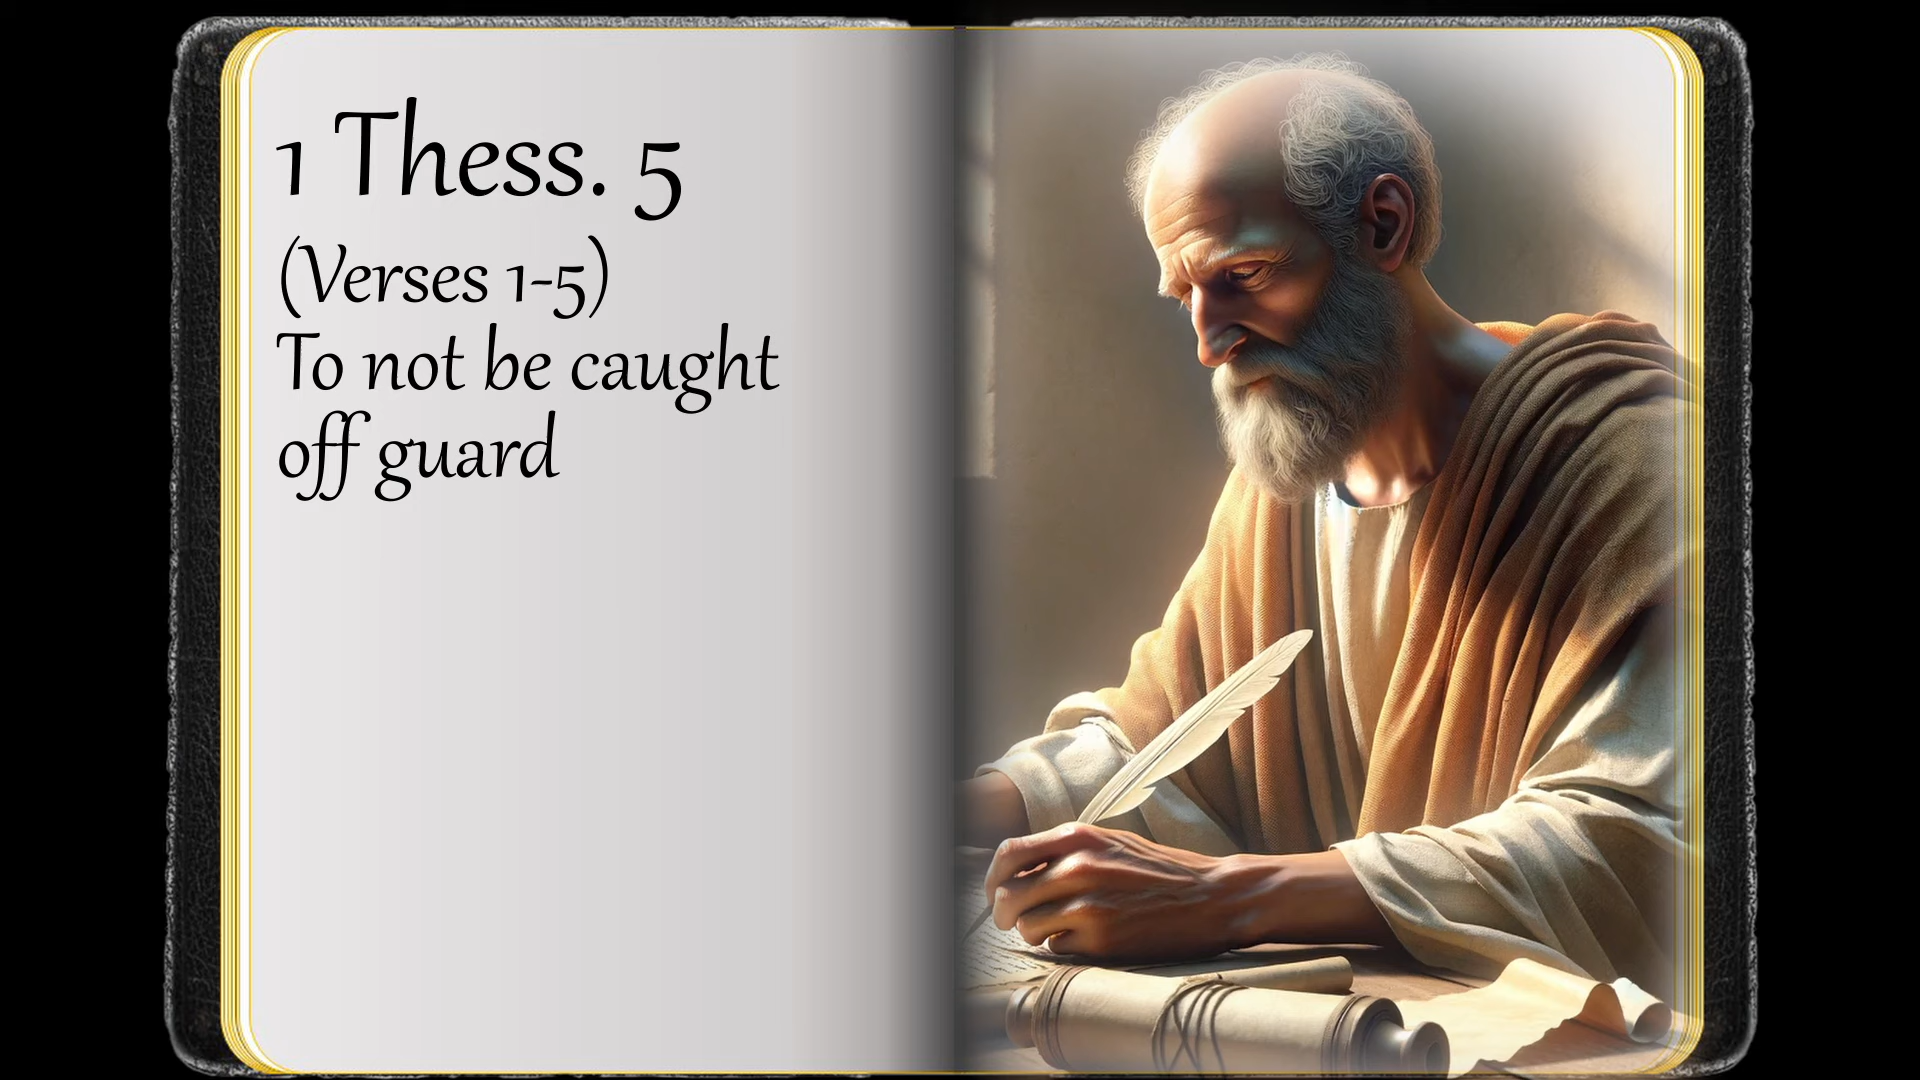 1 Thess. 5
(Verses 1-5)
To not be caught
off guard